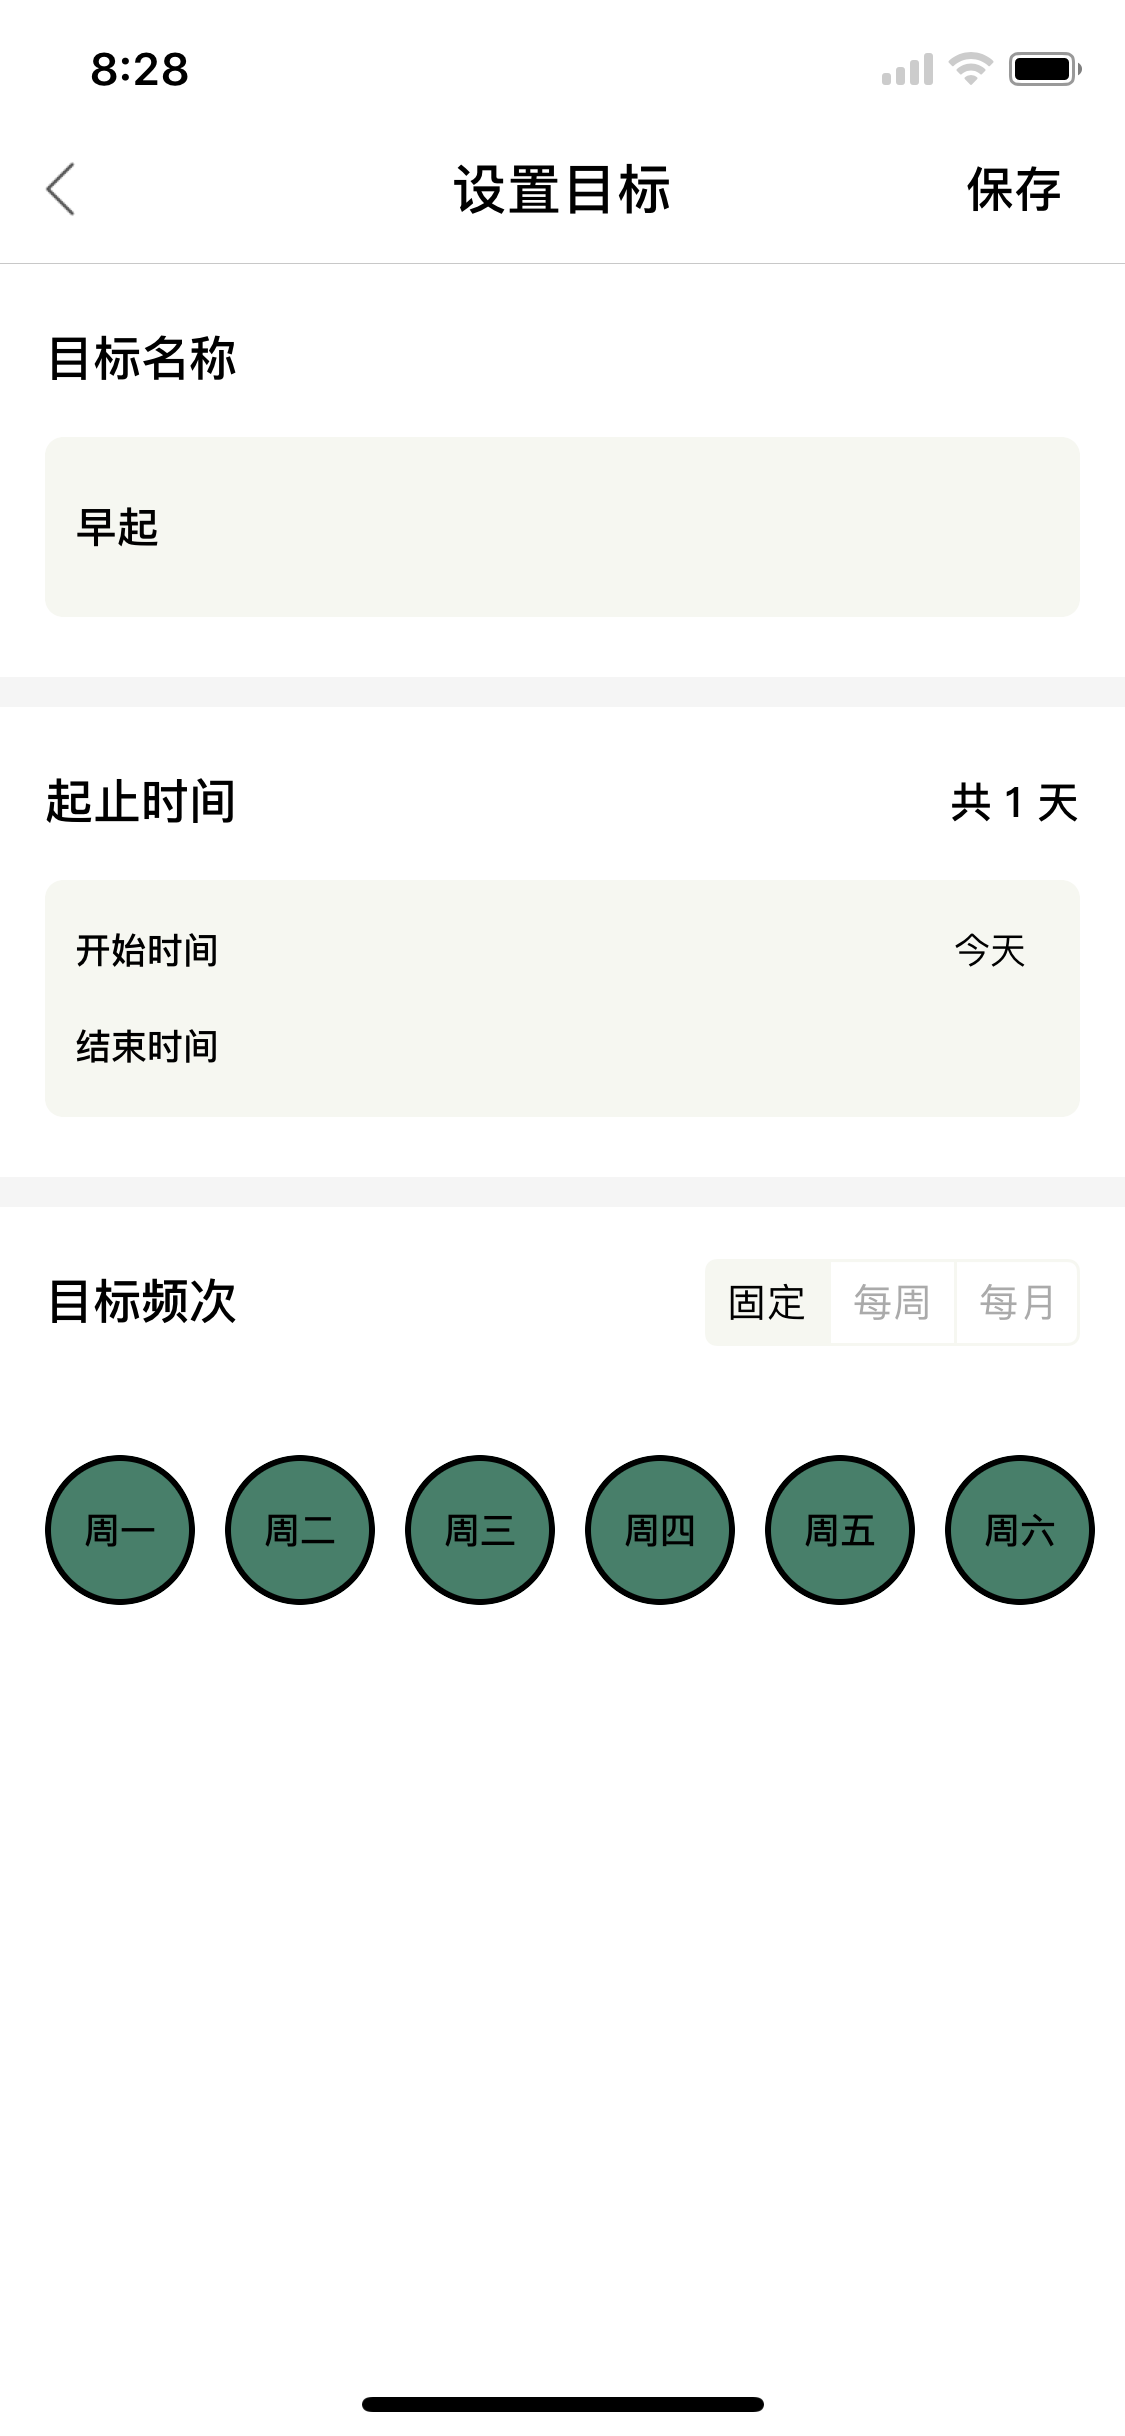 8:28
设置目标 保存
目标名称
早起
起止时间 共 1 天
开始时间 今天
结束时间
目标频次 固定 每周 每月
周一 周二 周三 周四 周五 周六